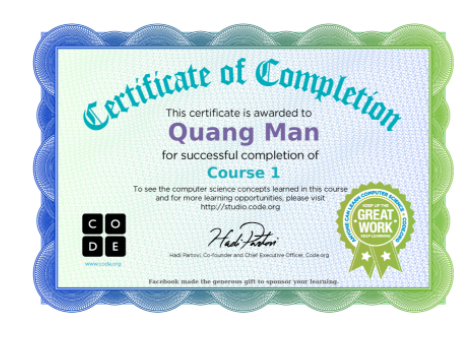 Certificate of Completion
This certificate is awarded to
Quang Man
for successful completion of
Course 1
To see the computer science concepts learned in this course
and for more learning opportunities, please visit
http://studio.code.org
C O
D E
www.code.org
Hadi Partovi
Hadi Partovi, Co-founder and Chief Executive Officer, Code.org
ANYONE CAN LEARN COMPUTER SCIENCE
GREAT
WORK
Facebook made the generous gift to sponsor your learning.